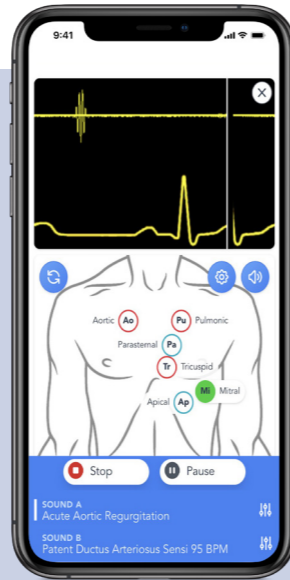 9:41
Aortic Ao Pu Pulmonic
Parasternal Pa
Tr Tricuspid
Mi Mitral
Apical Ap
Stop Pause
SOUND A
Acute Aortic Regurgitation
SOUND B
Patent Ductus Arteriosus Sensi 95 BPM